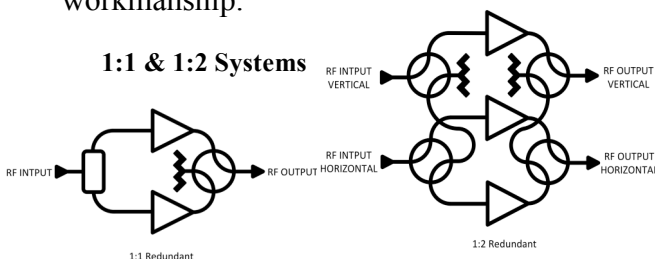 workmanship.
1:1 & 1:2 Systems
RF INTPUT
VERTICAL
RF OUTPUT
VERTICAL
RF INTPUT
RF OUTPUT
RF INTPUT
HORIZONTAL
RF OUTPUT
HORIZONTAL
1:2 Redundant
1:1 Redundant